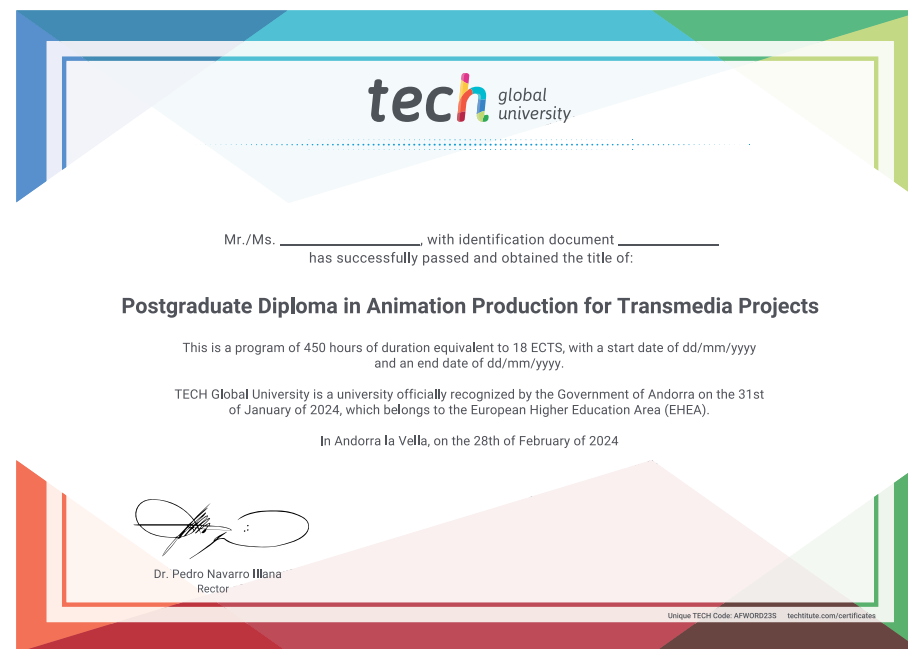 tech global
university
Mr./Ms. ____________________, with identification document ______________
has successfully passed and obtained the title of:
Postgraduate Diploma in Animation Production for Transmedia Projects
This is a program of 450 hours of duration equivalent to 18 ECTS, with a start date of dd/mm/yyyy
and an end date of dd/mm/yyyy.
TECH Global University is a university officially recognized by the Government of Andorra on the 31st
of January of 2024, which belongs to the European Higher Education Area (EHEA).
In Andorra la Vella, on the 28th of February of 2024
Dr. Pedro Navarro Illana
Rector
Unique TECH Code: AFWORD23S techtitute.com/certificates